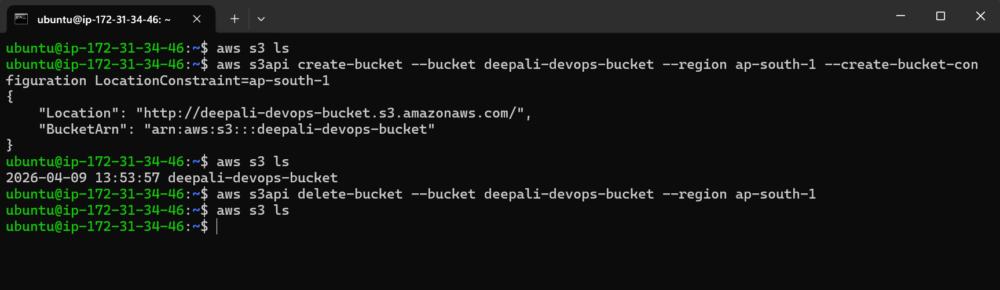 ubuntu@ip-172-31-34-46: ~
ubuntu@ip-172-31-34-46:~$ aws s3 ls
ubuntu@ip-172-31-34-46:~$ aws s3api create-bucket --bucket deepali-devops-bucket --region ap-south-1 --create-bucket-con
figuration LocationConstraint=ap-south-1
{
    "Location": "http://deepali-devops-bucket.s3.amazonaws.com/",
    "BucketArn": "arn:aws:s3:::deepali-devops-bucket"
}
ubuntu@ip-172-31-34-46:~$ aws s3 ls
2026-04-09 13:53:57 deepali-devops-bucket
ubuntu@ip-172-31-34-46:~$ aws s3api delete-bucket --bucket deepali-devops-bucket --region ap-south-1
ubuntu@ip-172-31-34-46:~$ aws s3 ls
ubuntu@ip-172-31-34-46:~$